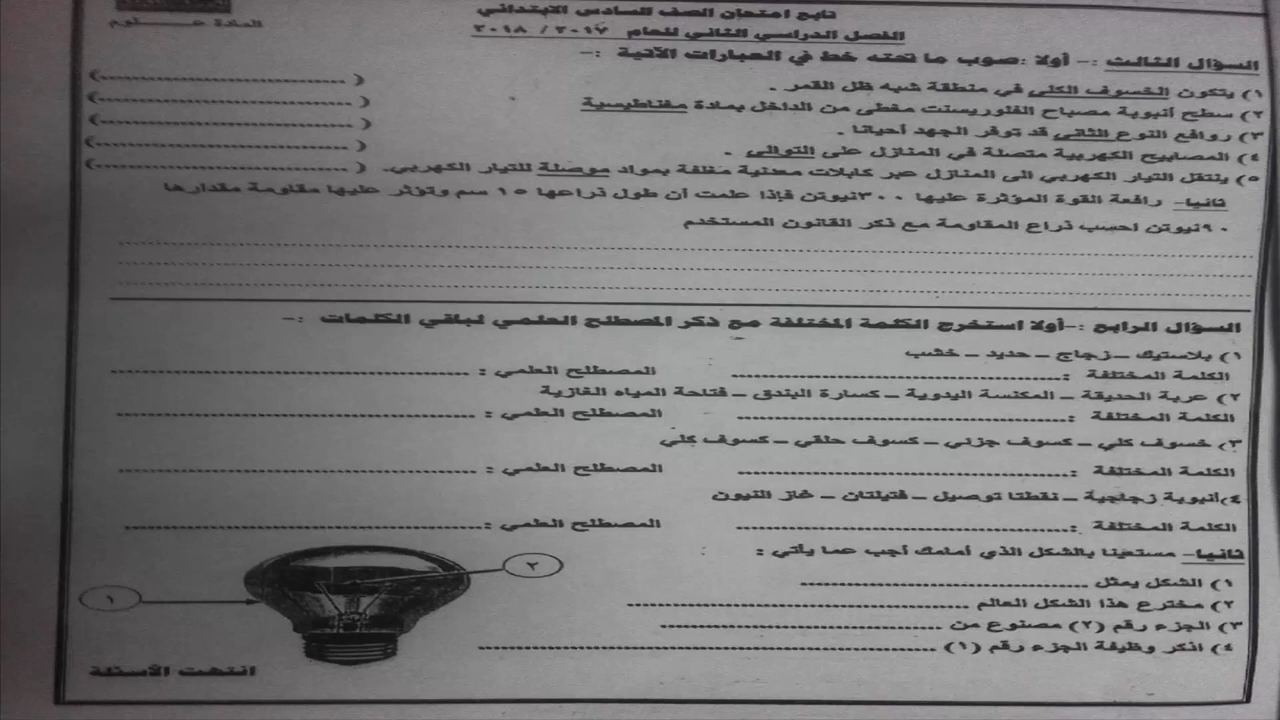 تابع امتحان الصف السادس الابتدائي
المادة علوم
الفصل الدراسي الثاني للعام ٢٠١٧ / ٢٠١٨
السؤال الثالث :- أولا :صوب ما تحته خط في العبارات الآتية :-
١) يتكون الخسوف الكلي في منطقة شبه ظل القمر . (........................)
٢) سطح أنبوبة مصباح الفلوريسنت مغطى من الداخل بمادة مغناطيسية (........................)
٣) روافع النوع الثاني قد توفر الجهد أحيانا . (........................)
٤) المصابيح الكهربية متصلة في المنازل على التوالي . (........................)
٥) ينتقل التيار الكهربي الى المنازل عبر كابلات معدنية مغلفة بمواد موصلة للتيار الكهربي. (........................)
ثانيا- رافعة القوة المؤثرة عليها ٣٠٠نيوتن فإذا علمت أن طول ذراعها ١٥ سم وتؤثر عليها مقاومة مقدارها
٩٠نيوتن احسب ذراع المقاومة مع ذكر القانون المستخدم
السؤال الرابع :-أولا استخرج الكلمة المختلفة مع ذكر المصطلح العلمي لباقي الكلمات :-
١) بلاستيك – زجاج – حديد – خشب
الكلمة المختلفة :........................ المصطلح العلمي : ........................
٢) عربة الحديقة – المكنسة اليدوية – كسارة البندق – فتاحة المياه الغازية
الكلمة المختلفة :........................ المصطلح العلمي : ........................
٣) خسوف كلي – كسوف جزئي – كسوف حلقي – كسوف كلي
الكلمة المختلفة :........................ المصطلح العلمي : ........................
٤)أنبوبة زجاجية – نقطتا توصيل – فتيلتان – غاز النيون
الكلمة المختلفة :........................ المصطلح العلمي : ........................
ثانيا- مستعينا بالشكل الذي أمامك أجب عما يأتي :
١) الشكل يمثل ........................
٢) مخترع هذا الشكل العالم ........................
٣) الجزء رقم (٢) مصنوع من ........................
٤) اذكر وظيفة الجزء رقم (١) ........................
٢
١
انتهت الأسئلة